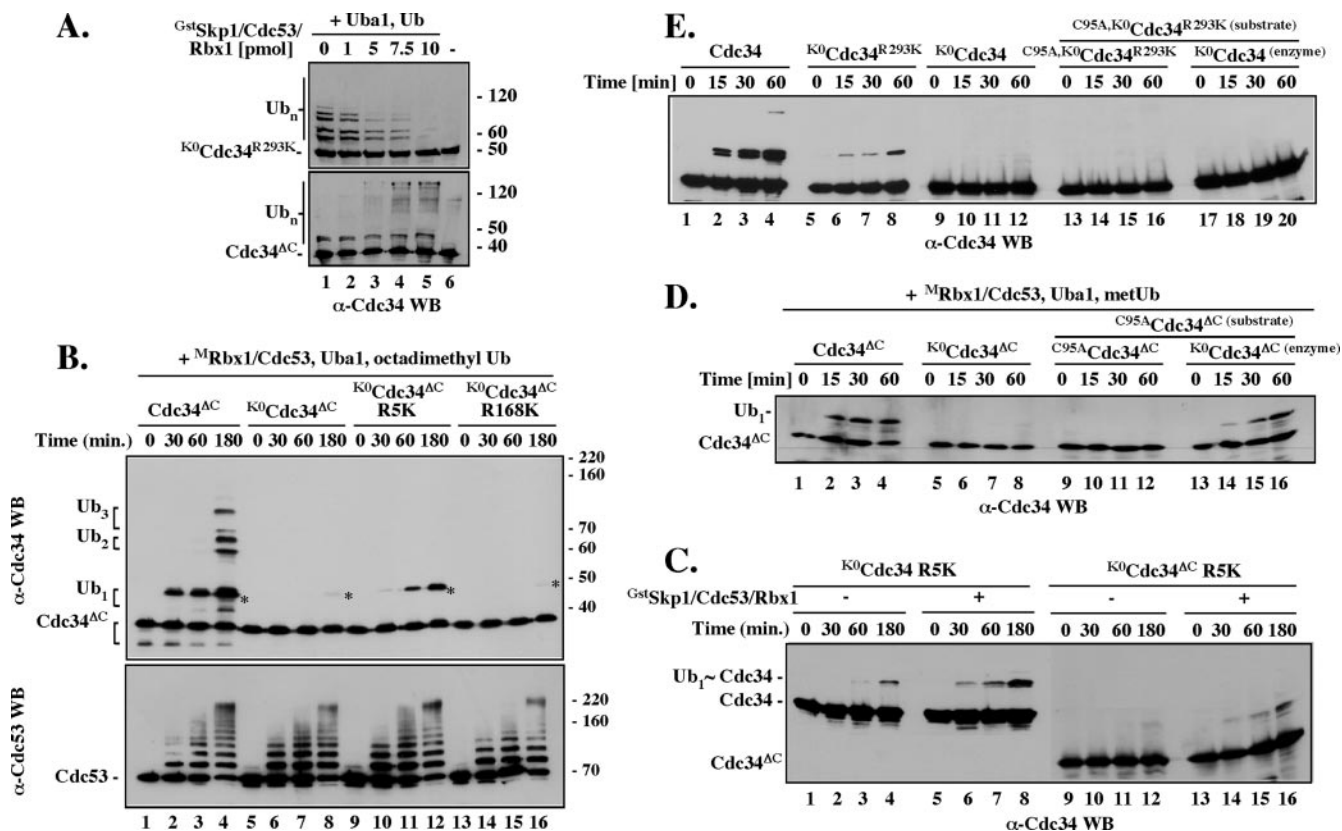 A.
+ Uba1, Ub
GstSkp1/Cdc53/
Rbx1 [pmol] 0 1 5 7.5 10 -
Ubn
- 120
- 60
K0Cdc34R293K- - 50
Ubn
- 120
- 50
Cdc34ΔC- - 40
1 2 3 4 5 6
α-Cdc34 WB
B.
+ MRbx1/Cdc53, Uba1, octadimethyl Ub
Cdc34ΔC K0Cdc34ΔC K0Cdc34ΔC R5K K0Cdc34ΔC R168K
Time (min.) 0 30 60 180 0 30 60 180 0 30 60 180 0 30 60 180
α-Cdc34 WB
- 220
- 160
Ub3
- 70
Ub2
- 60
- 50
Ub1 * * * *
- 40
Cdc34ΔC
α-Cdc53 WB
- 220
- 160
Cdc53 - - 70
1 2 3 4 5 6 7 8 9 10 11 12 13 14 15 16
E.
C95A,K0Cdc34R293K (substrate)
Cdc34 K0Cdc34R293K K0Cdc34 C95A,K0Cdc34R293K K0Cdc34 (enzyme)
Time [min] 0 15 30 60 0 15 30 60 0 15 30 60 0 15 30 60 0 15 30 60
1 2 3 4 5 6 7 8 9 10 11 12 13 14 15 16 17 18 19 20
α-Cdc34 WB
D.
+ MRbx1/Cdc53, Uba1, metUb
C95ACdc34ΔC (substrate)
Cdc34ΔC K0Cdc34ΔC C95ACdc34ΔC K0Cdc34ΔC (enzyme)
Time [min] 0 15 30 60 0 15 30 60 0 15 30 60 0 15 30 60
Ub1-
Cdc34ΔC
1 2 3 4 5 6 7 8 9 10 11 12 13 14 15 16
α-Cdc34 WB
C.
K0Cdc34 R5K K0Cdc34ΔC R5K
GstSkp1/Cdc53/Rbx1 - + - +
Time (min.) 0 30 60 180 0 30 60 180 0 30 60 180 0 30 60 180
Ub1~ Cdc34 -
Cdc34 -
Cdc34ΔC
1 2 3 4 5 6 7 8 9 10 11 12 13 14 15 16
α-Cdc34 WB